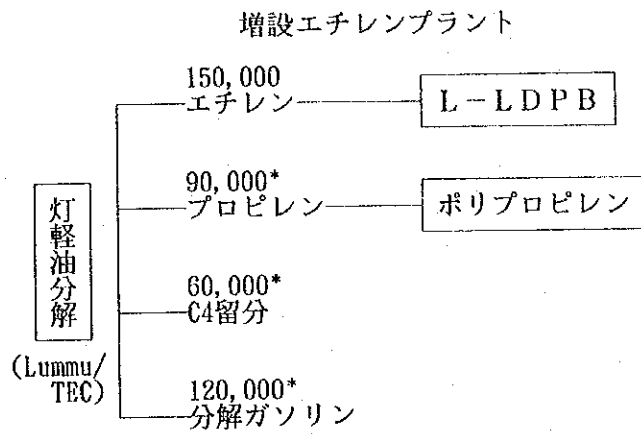 増設エチレンプラント
150,000
エチレン
L-LDPB
90,000*
プロピレン
ポリプロピレン
灯軽油分解
(Lummu/
TEC)
60,000*
C4留分
120,000*
分解ガソリン